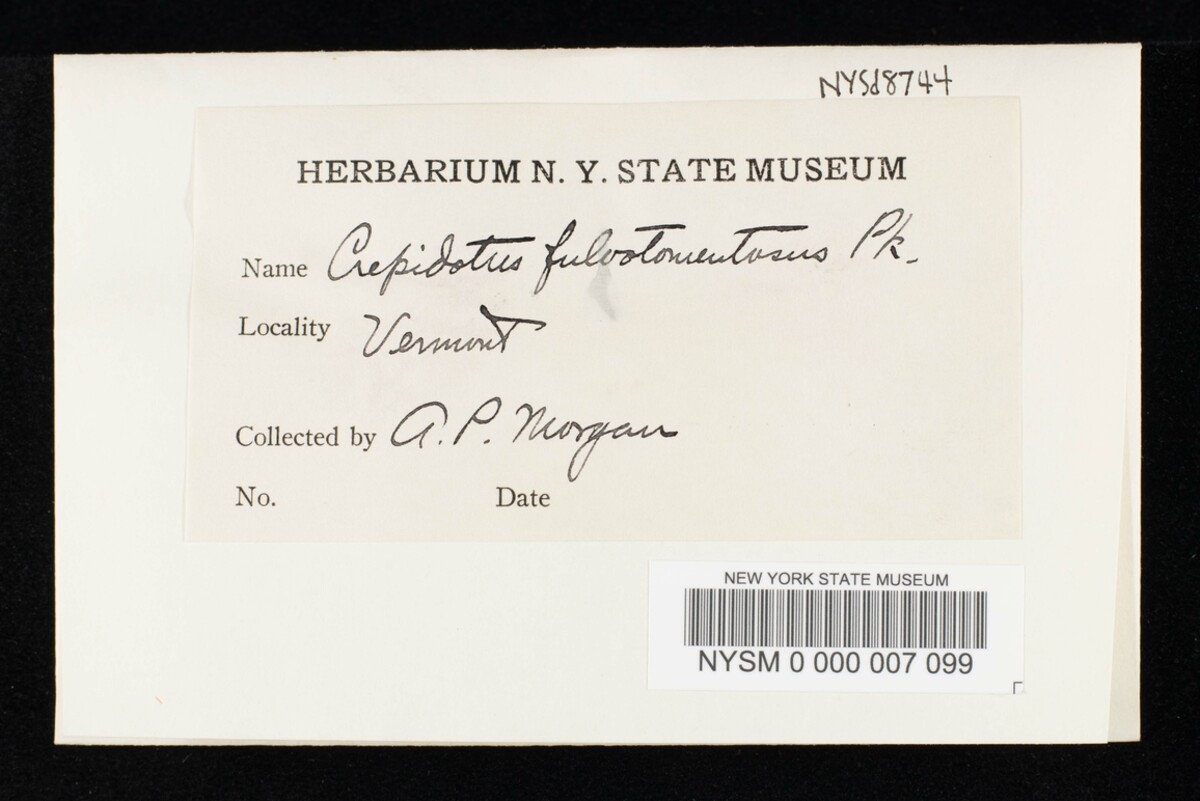 NYSd8744
HERBARIUM N. Y. STATE MUSEUM
Name Crepidotus fulvotomentosus Pk.
Locality Vermont
Collected by A. P. Morgan
No. Date
NEW YORK STATE MUSEUM
NYSM 0 000 007 099